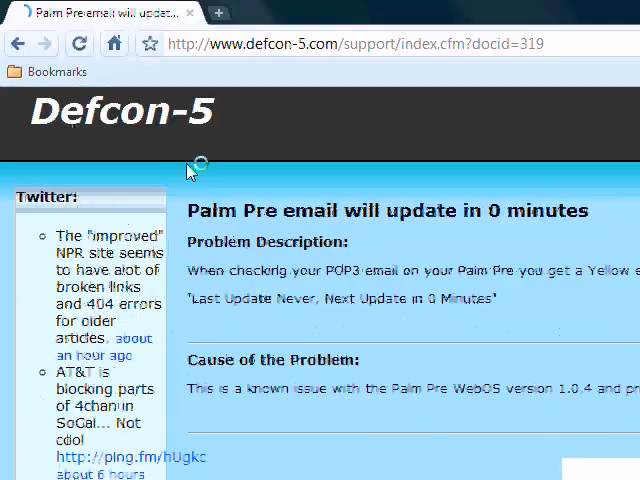 Palm Pre email will updat...
http://www.defcon-5.com/support/index.cfm?docid=319
Bookmarks
Defcon-5
Twitter:
The "improved"
NPR site seems
to have alot of
broken links
and 404 errors
for older
articles. about
an hour ago
AT&T is
blocking parts
of 4chan in
SoCal... Not
cool
http://ping.fm/hUgkc
about 6 hours
Palm Pre email will update in 0 minutes
Problem Description:
When checking your POP3 email on your Palm Pre you get a Yellow e
"Last Update Never, Next Update in 0 Minutes"
Cause of the Problem:
This is a known issue with the Palm Pre WebOS version 1.0.4 and pr